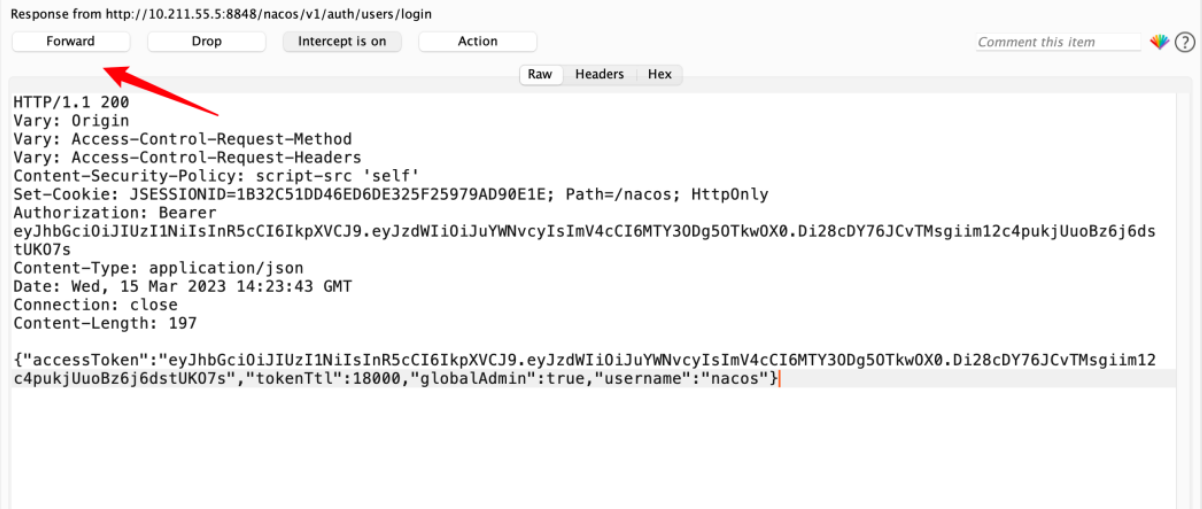 Response from http://10.211.55.5:8848/nacos/v1/auth/users/login
Forward Drop Intercept is on Action Comment this item ?
Raw Headers Hex
HTTP/1.1 200
Vary: Origin
Vary: Access-Control-Request-Method
Vary: Access-Control-Request-Headers
Content-Security-Policy: script-src 'self'
Set-Cookie: JSESSIONID=1B32C51DD46ED6DE325F25979AD90E1E; Path=/nacos; HttpOnly
Authorization: Bearer
eyJhbGciOiJIUzI1NiIsInR5cCI6IkpXVCJ9.eyJzdWIiOiJuYWNvcyIsImV4cCI6MTY3ODg5OTkwOX0.Di28cDY76JCvTMsgiim12c4pukjUuoBz6j6ds
tUKO7s
Content-Type: application/json
Date: Wed, 15 Mar 2023 14:23:43 GMT
Connection: close
Content-Length: 197
{"accessToken":"eyJhbGciOiJIUzI1NiIsInR5cCI6IkpXVCJ9.eyJzdWIiOiJuYWNvcyIsImV4cCI6MTY3ODg5OTkwOX0.Di28cDY76JCvTMsgiim12
c4pukjUuoBz6j6dstUKO7s","tokenTtl":18000,"globalAdmin":true,"username":"nacos"}